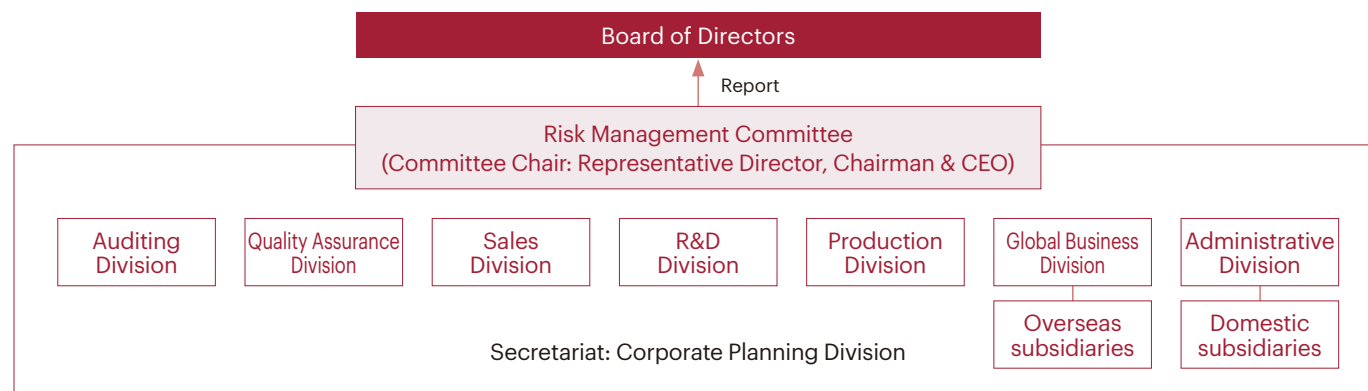 Board of Directors
Report
Risk Management Committee
(Committee Chair: Representative Director, Chairman & CEO)
Auditing
Division
Quality Assurance
Division
Sales
Division
R&D
Division
Production
Division
Global Business
Division
Administrative
Division
Overseas
subsidiaries
Domestic
subsidiaries
Secretariat: Corporate Planning Division